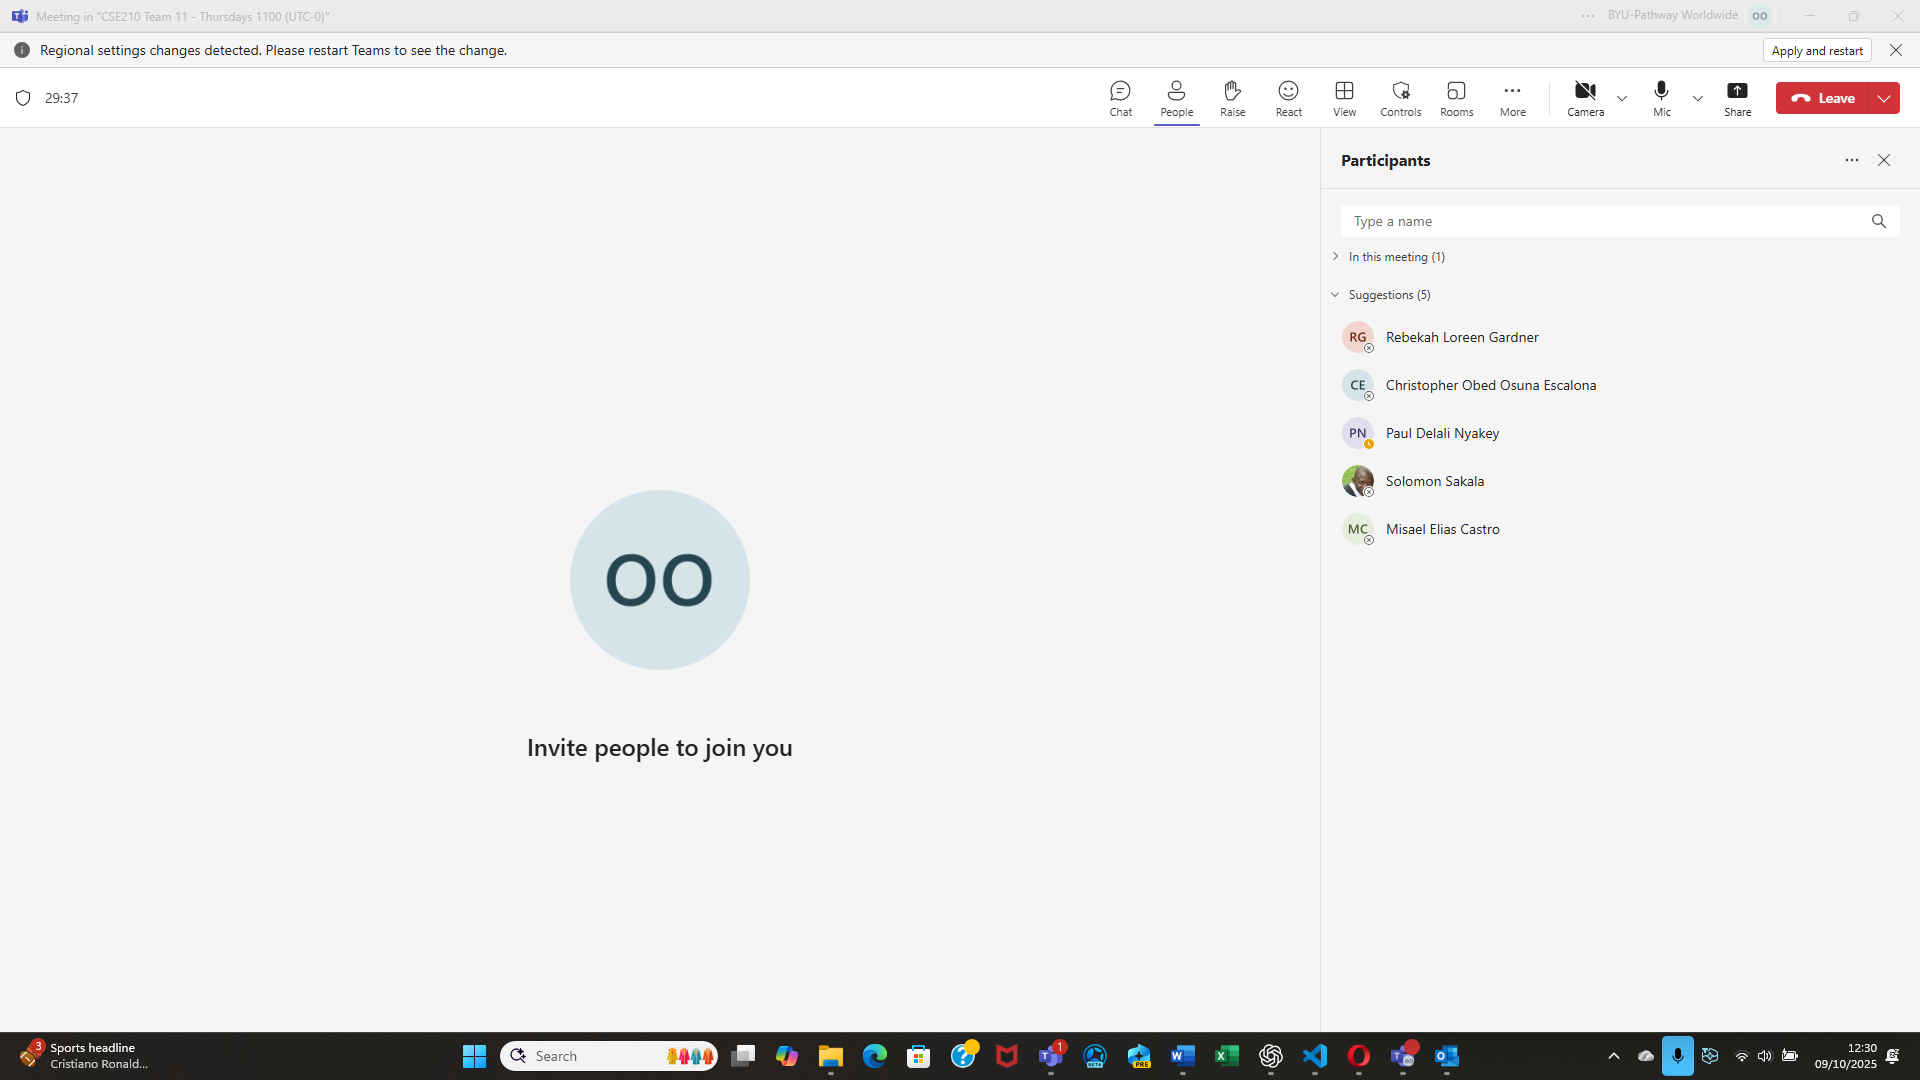 Meeting in "CSE210 Team 11 - Thursdays 1100 (UTC-0)"
BYU-Pathway Worldwide
OO
Regional settings changes detected. Please restart Teams to see the change.
Apply and restart
29:37
Chat
People
Raise
React
View
Controls
Rooms
More
Camera
Mic
Share
Leave
Participants
Type a name
In this meeting (1)
Suggestions (5)
RG
Rebekah Loreen Gardner
CE
Christopher Obed Osuna Escalona
PN
Paul Delali Nyakey
Solomon Sakala
MC
Misael Elias Castro
OO
Invite people to join you
3
Sports headline
Cristiano Ronald...
Search
1
BETA
PRE
12:30
09/10/2025